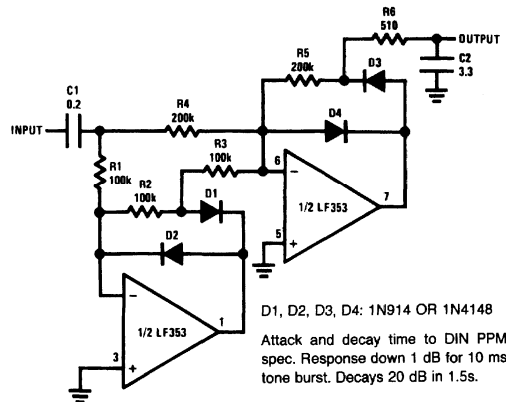 R6
510
OUTPUT
R5
200k
D3
C2
3.3
C1
0.2
R4
200k
D4
INPUT
R3
100k
R1
100k
R2
100k
D1
6
−
7
1/2 LF353
5
+
D2
−
1
1/2 LF353
3
+
D1, D2, D3, D4: 1N914 OR 1N4148
Attack and decay time to DIN PPM
spec. Response down 1 dB for 10 ms
tone burst. Decays 20 dB in 1.5s.